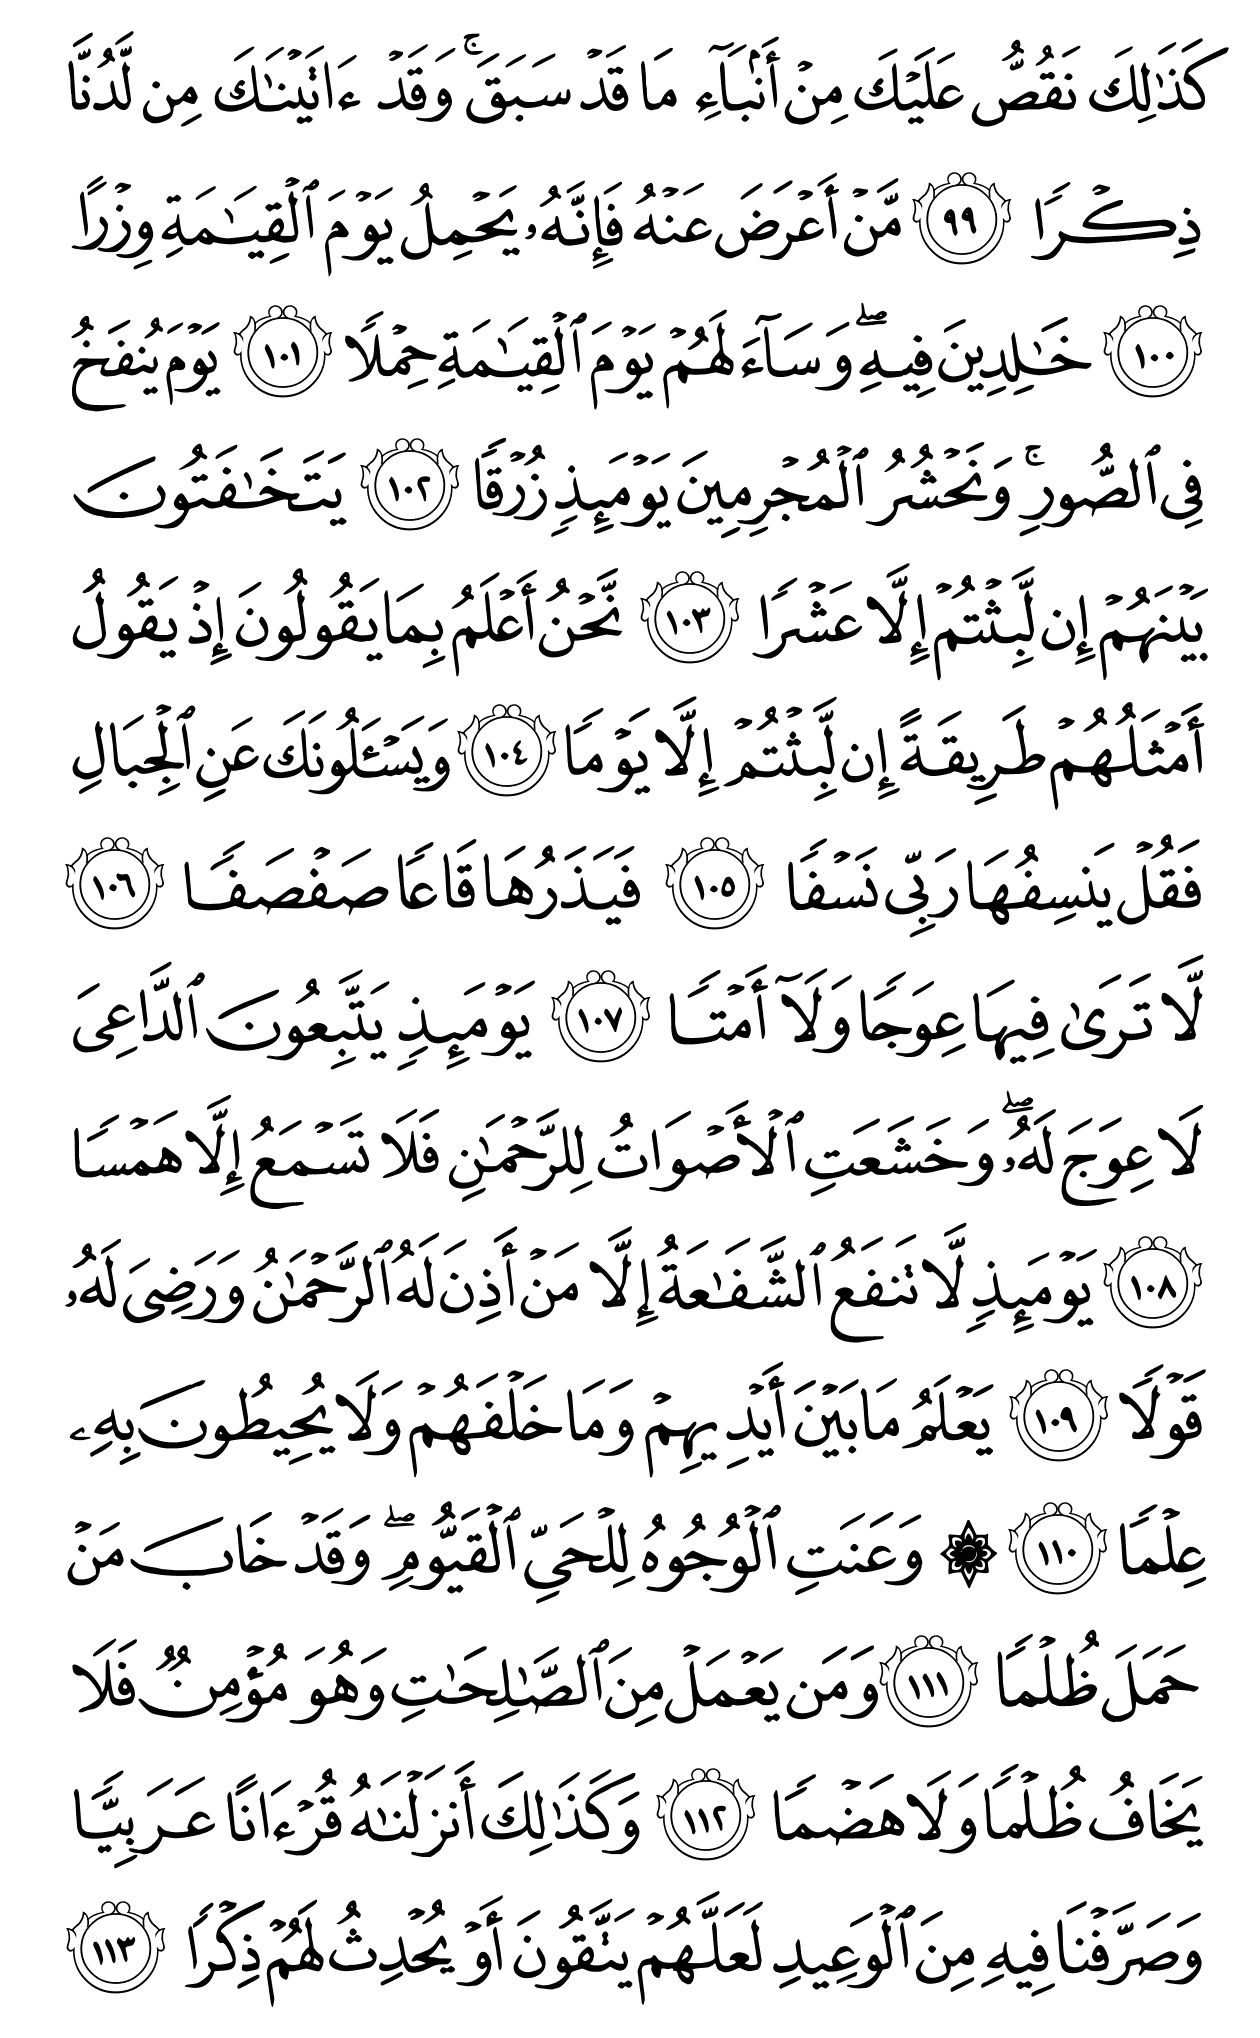 كَذَٰلِكَ نَقُصُّ عَلَيْكَ مِنْ أَنۢبَآءِ مَا قَدْ سَبَقَ ۚ وَقَدْ ءَاتَيْنَٰكَ مِن لَّدُنَّا
ذِكْرًا ٩٩ مَّنْ أَعْرَضَ عَنْهُ فَإِنَّهُۥ يَحْمِلُ يَوْمَ ٱلْقِيَٰمَةِ وِزْرًا
١٠٠ خَٰلِدِينَ فِيهِ ۖ وَسَآءَ لَهُمْ يَوْمَ ٱلْقِيَٰمَةِ حِمْلًا ١٠١ يَوْمَ يُنفَخُ
فِى ٱلصُّورِ ۚ وَنَحْشُرُ ٱلْمُجْرِمِينَ يَوْمَئِذٍ زُرْقًا ١٠٢ يَتَخَٰفَتُونَ
بَيْنَهُمْ إِن لَّبِثْتُمْ إِلَّا عَشْرًا ١٠٣ نَّحْنُ أَعْلَمُ بِمَا يَقُولُونَ إِذْ يَقُولُ
أَمْثَلُهُمْ طَرِيقَةً إِن لَّبِثْتُمْ إِلَّا يَوْمًا ١٠٤ وَيَسْـَٔلُونَكَ عَنِ ٱلْجِبَالِ
فَقُلْ يَنسِفُهَا رَبِّى نَسْفًا ١٠٥ فَيَذَرُهَا قَاعًا صَفْصَفًا ١٠٦
لَّا تَرَىٰ فِيهَا عِوَجًا وَلَآ أَمْتًا ١٠٧ يَوْمَئِذٍ يَتَّبِعُونَ ٱلدَّاعِىَ
لَا عِوَجَ لَهُۥ ۖ وَخَشَعَتِ ٱلْأَصْوَاتُ لِلرَّحْمَٰنِ فَلَا تَسْمَعُ إِلَّا هَمْسًا
١٠٨ يَوْمَئِذٍ لَّا تَنفَعُ ٱلشَّفَٰعَةُ إِلَّا مَنْ أَذِنَ لَهُ ٱلرَّحْمَٰنُ وَرَضِىَ لَهُۥ
قَوْلًا ١٠٩ يَعْلَمُ مَا بَيْنَ أَيْدِيهِمْ وَمَا خَلْفَهُمْ وَلَا يُحِيطُونَ بِهِۦ
عِلْمًا ١١٠ ۞ وَعَنَتِ ٱلْوُجُوهُ لِلْحَىِّ ٱلْقَيُّومِ ۖ وَقَدْ خَابَ مَنْ
حَمَلَ ظُلْمًا ١١١ وَمَن يَعْمَلْ مِنَ ٱلصَّٰلِحَٰتِ وَهُوَ مُؤْمِنٌ فَلَا
يَخَافُ ظُلْمًا وَلَا هَضْمًا ١١٢ وَكَذَٰلِكَ أَنزَلْنَٰهُ قُرْءَانًا عَرَبِيًّا
وَصَرَّفْنَا فِيهِ مِنَ ٱلْوَعِيدِ لَعَلَّهُمْ يَتَّقُونَ أَوْ يُحْدِثُ لَهُمْ ذِكْرًا ١١٣